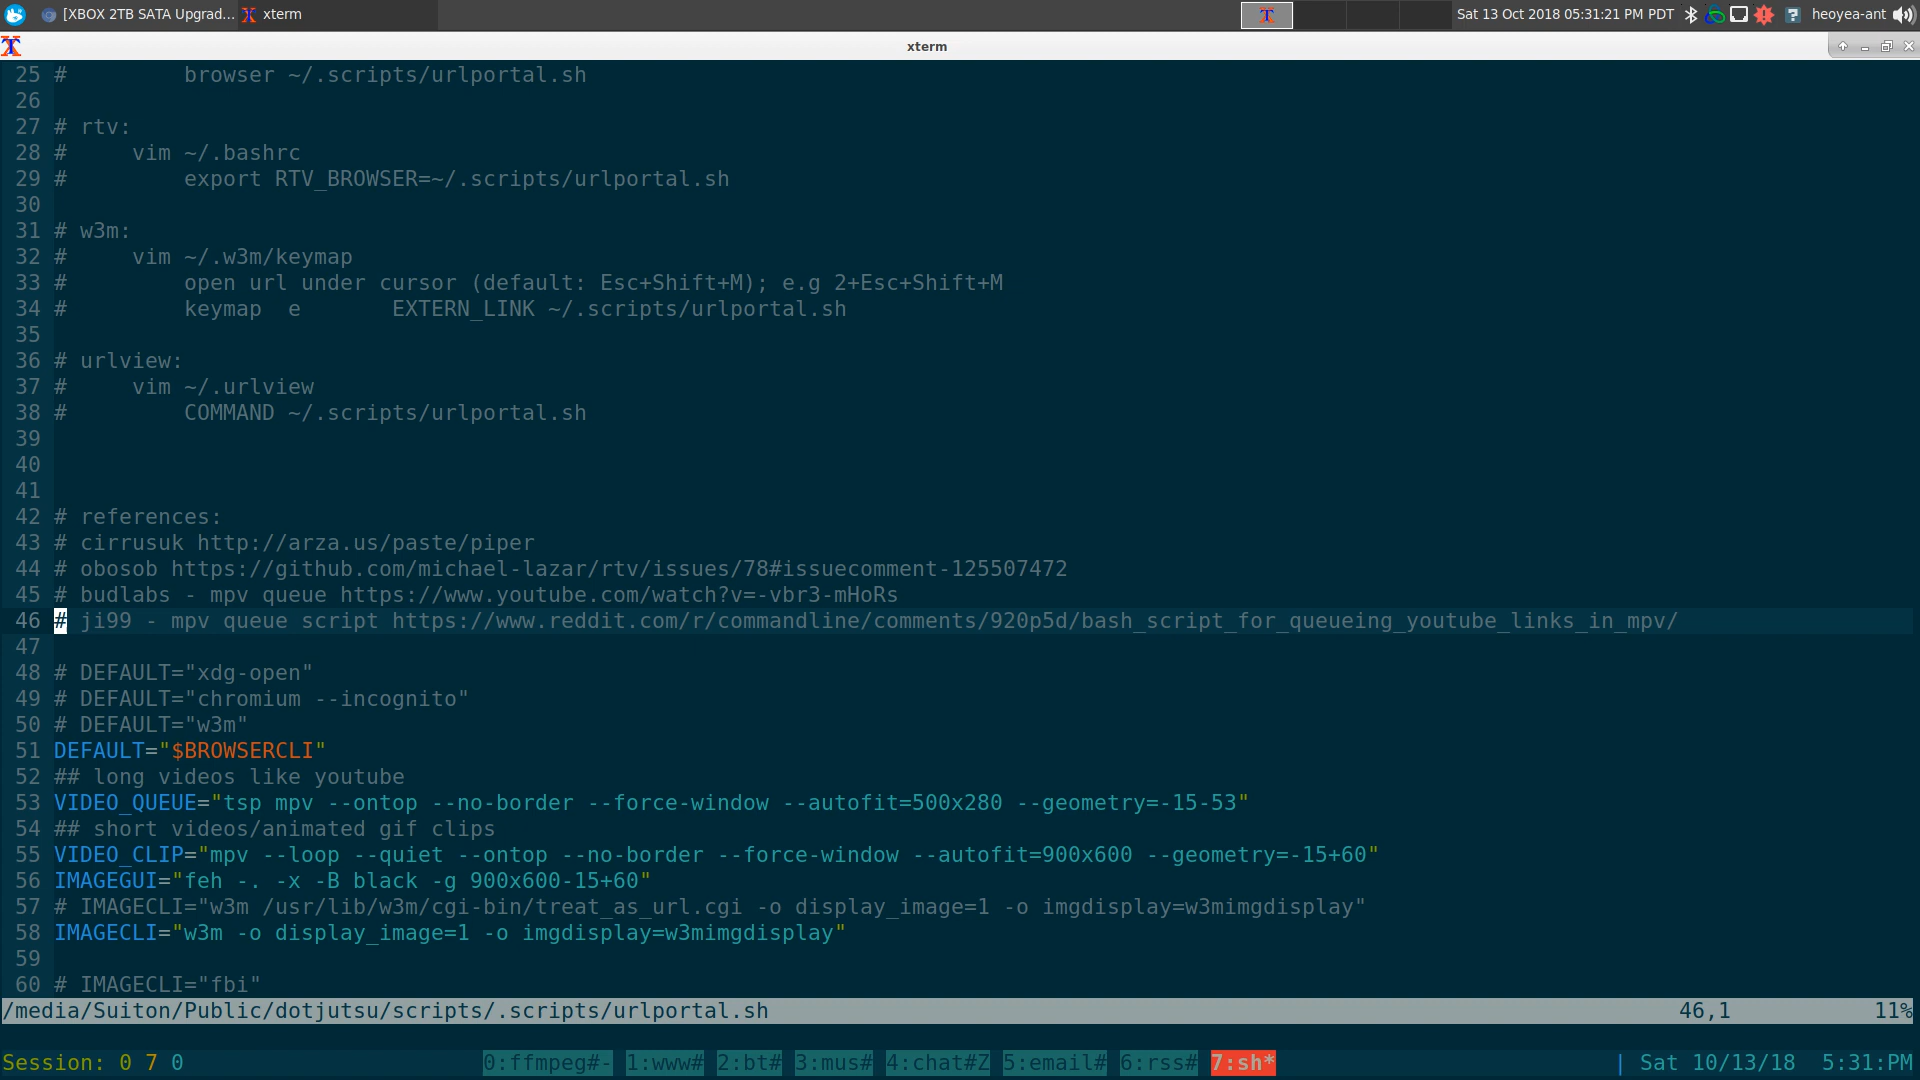 [XBOX 2TB SATA Upgrad... xterm Sat 13 Oct 2018 05:31:21 PM PDT heoyea-ant
xterm
25 # browser ~/.scripts/urlportal.sh
26
27 # rtv:
28 # vim ~/.bashrc
29 # export RTV_BROWSER=~/.scripts/urlportal.sh
30
31 # w3m:
32 # vim ~/.w3m/keymap
33 # open url under cursor (default: Esc+Shift+M); e.g 2+Esc+Shift+M
34 # keymap e EXTERN_LINK ~/.scripts/urlportal.sh
35
36 # urlview:
37 # vim ~/.urlview
38 # COMMAND ~/.scripts/urlportal.sh
39
40
41
42 # references:
43 # cirrusuk http://arza.us/paste/piper
44 # obosob https://github.com/michael-lazar/rtv/issues/78#issuecomment-125507472
45 # budlabs - mpv queue https://www.youtube.com/watch?v=-vbr3-mHoRs
46 # ji99 - mpv queue script https://www.reddit.com/r/commandline/comments/920p5d/bash_script_for_queueing_youtube_links_in_mpv/
47
48 # DEFAULT="xdg-open"
49 # DEFAULT="chromium --incognito"
50 # DEFAULT="w3m"
51 DEFAULT="$BROWSERCLI"
52 ## long videos like youtube
53 VIDEO_QUEUE="tsp mpv --ontop --no-border --force-window --autofit=500x280 --geometry=-15-53"
54 ## short videos/animated gif clips
55 VIDEO_CLIP="mpv --loop --quiet --ontop --no-border --force-window --autofit=900x600 --geometry=-15+60"
56 IMAGEGUI="feh -. -x -B black -g 900x600-15+60"
57 # IMAGECLI="w3m /usr/lib/w3m/cgi-bin/treat_as_url.cgi -o display_image=1 -o imgdisplay=w3mimgdisplay"
58 IMAGECLI="w3m -o display_image=1 -o imgdisplay=w3mimgdisplay"
59
60 # IMAGECLI="fbi"
/media/Suiton/Public/dotjutsu/scripts/.scripts/urlportal.sh 46,1 11%
Session: 0 7 0 0:ffmpeg#- 1:www# 2:bt# 3:mus# 4:chat#Z 5:email# 6:rss# 7:sh* | Sat 10/13/18 5:31:PM